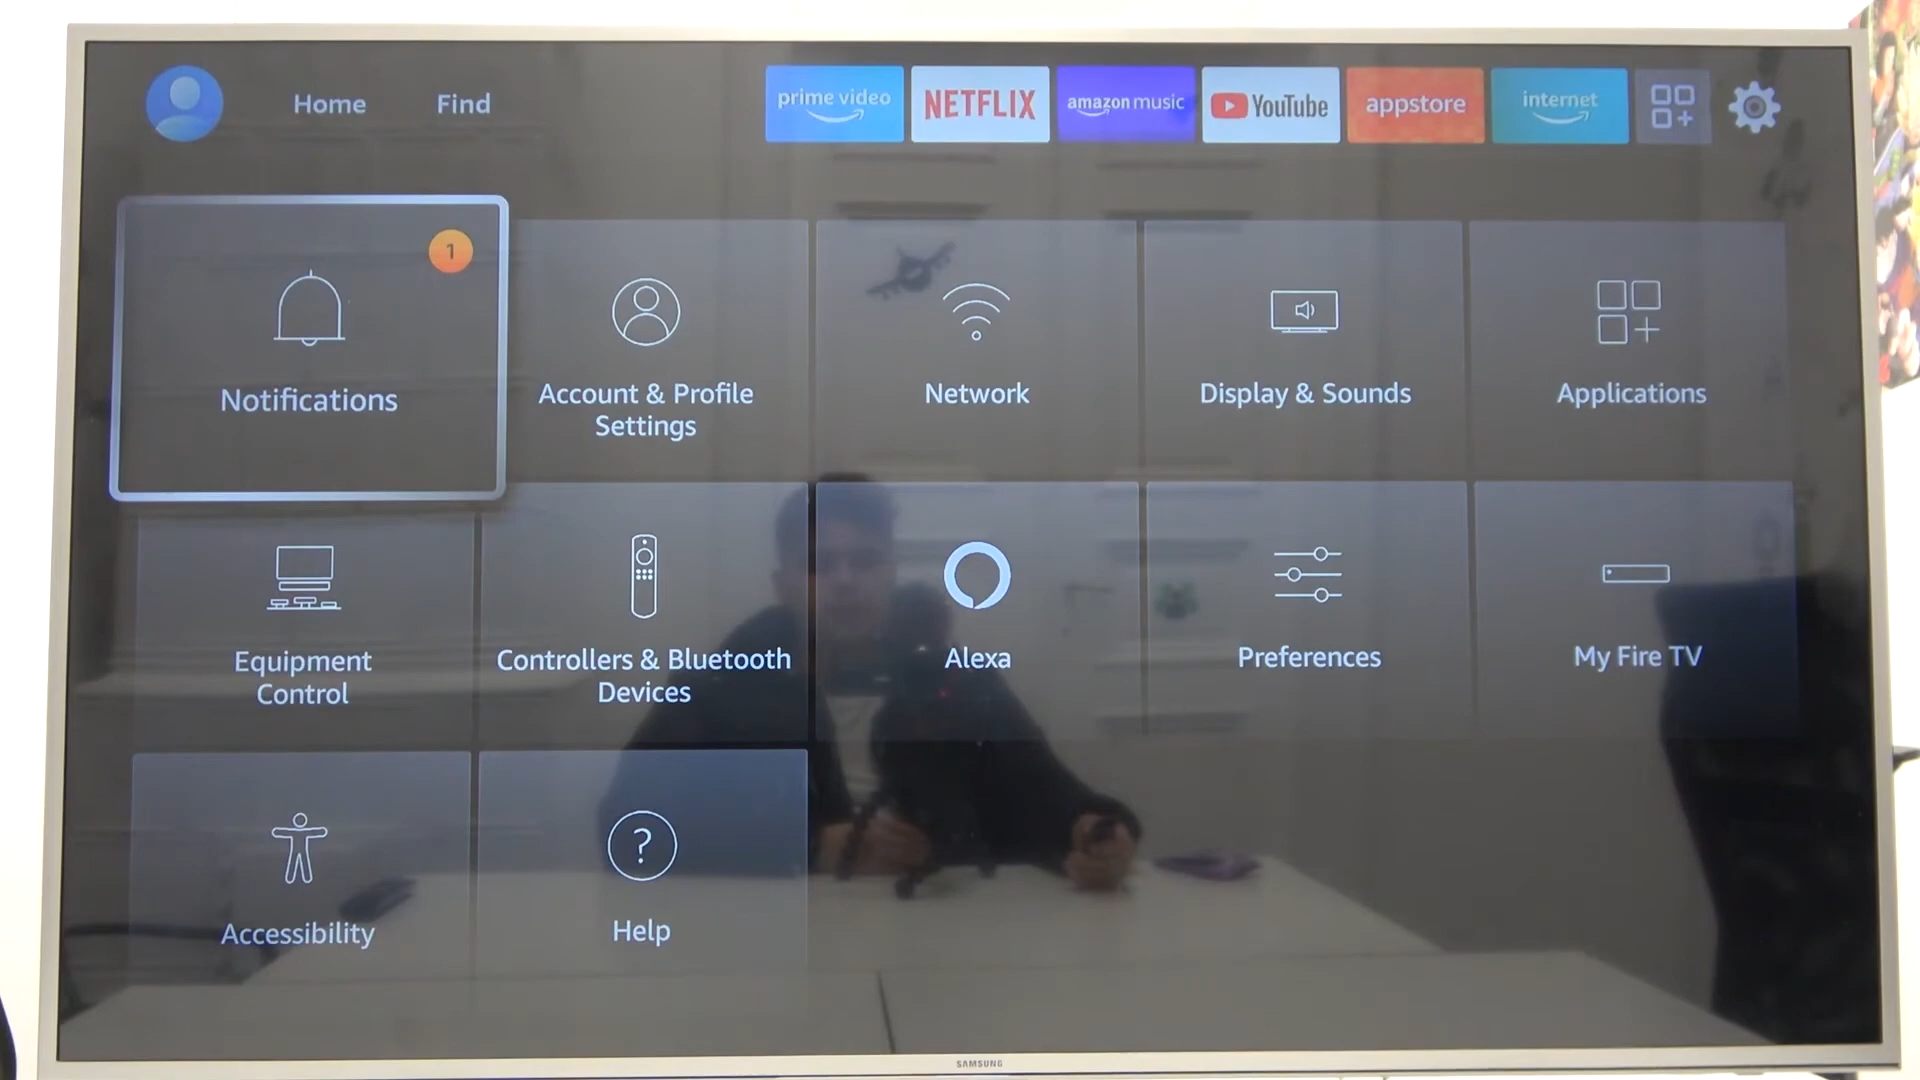 Home
Find
prime video
NETFLIX
amazon music
YouTube
appstore
internet
1
Notifications
Account & Profile
Settings
Network
Display & Sounds
Applications
Equipment
Control
Controllers & Bluetooth
Devices
Alexa
Preferences
My Fire TV
Accessibility
?
Help
SAMSUNG